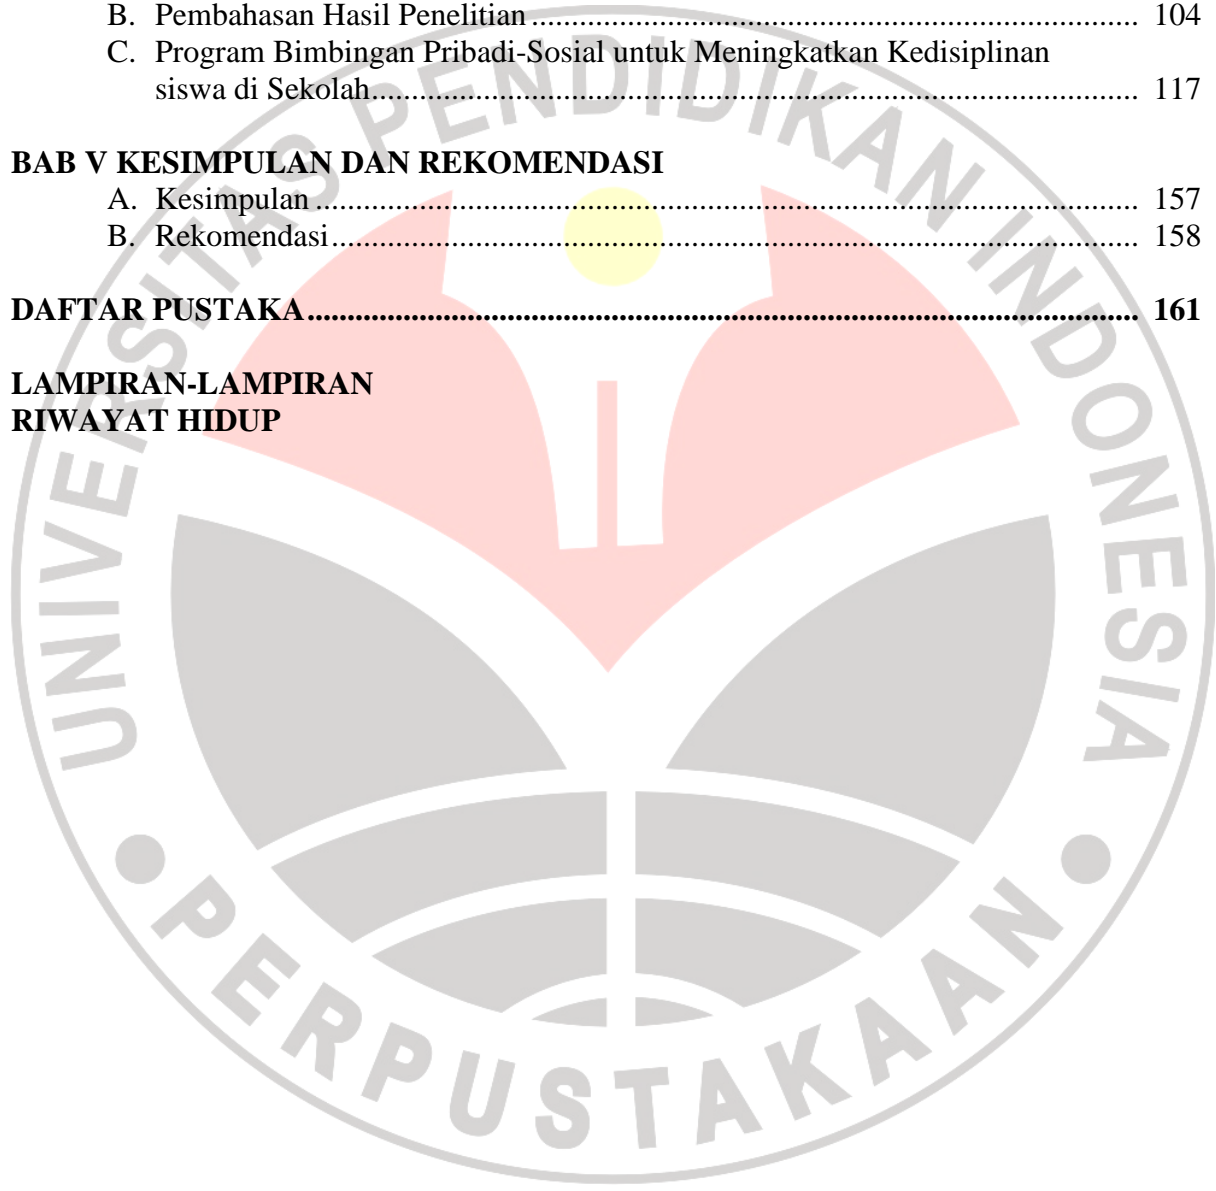 B. Pembahasan Hasil Penelitian ............................................................................ 104
C. Program Bimbingan Pribadi-Sosial untuk Meningkatkan Kedisiplinan
siswa di Sekolah................................................................................................ 117
BAB V KESIMPULAN DAN REKOMENDASI
A. Kesimpulan ....................................................................................................... 157
B. Rekomendasi..................................................................................................... 158
DAFTAR PUSTAKA........................................................................................................ 161
LAMPIRAN-LAMPIRAN
RIWAYAT HIDUP
UNIVERSITAS PENDIDIKAN INDONESIA
PERPUSTAKAAN